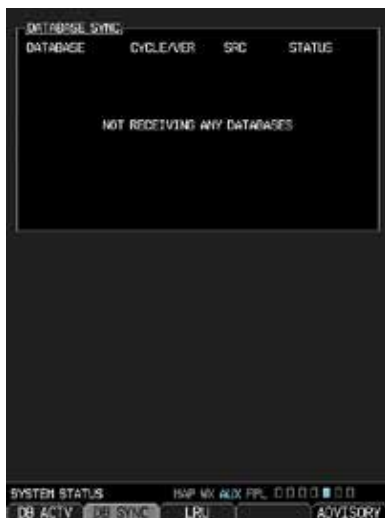 DATABASE SYNC
DATABASE CYCLE/VER SRC STATUS
NOT RECEIVING ANY DATABASES
SYSTEM STATUS MAP WX AUX FPL
DB ACTV DB SYNC LRU ADVISORY